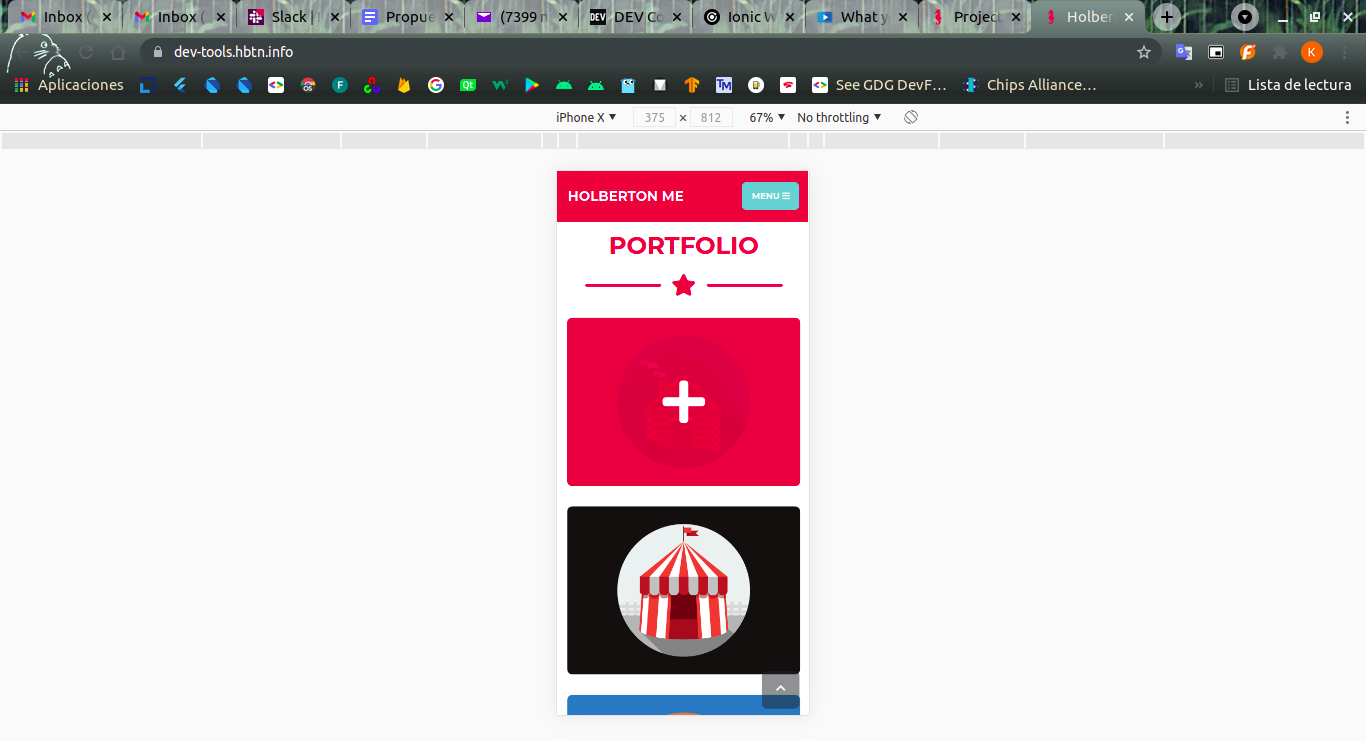 Inbox (
Inbox (
Slack |
Propue
(7399 n
DEV Co
Ionic W
What y
Project
Holber
dev-tools.hbtn.info
K
Aplicaciones
See GDG DevF...
Chips Alliance...
»
Lista de lectura
iPhone X
375 × 812
67%
No throttling
HOLBERTON ME
MENU
PORTFOLIO